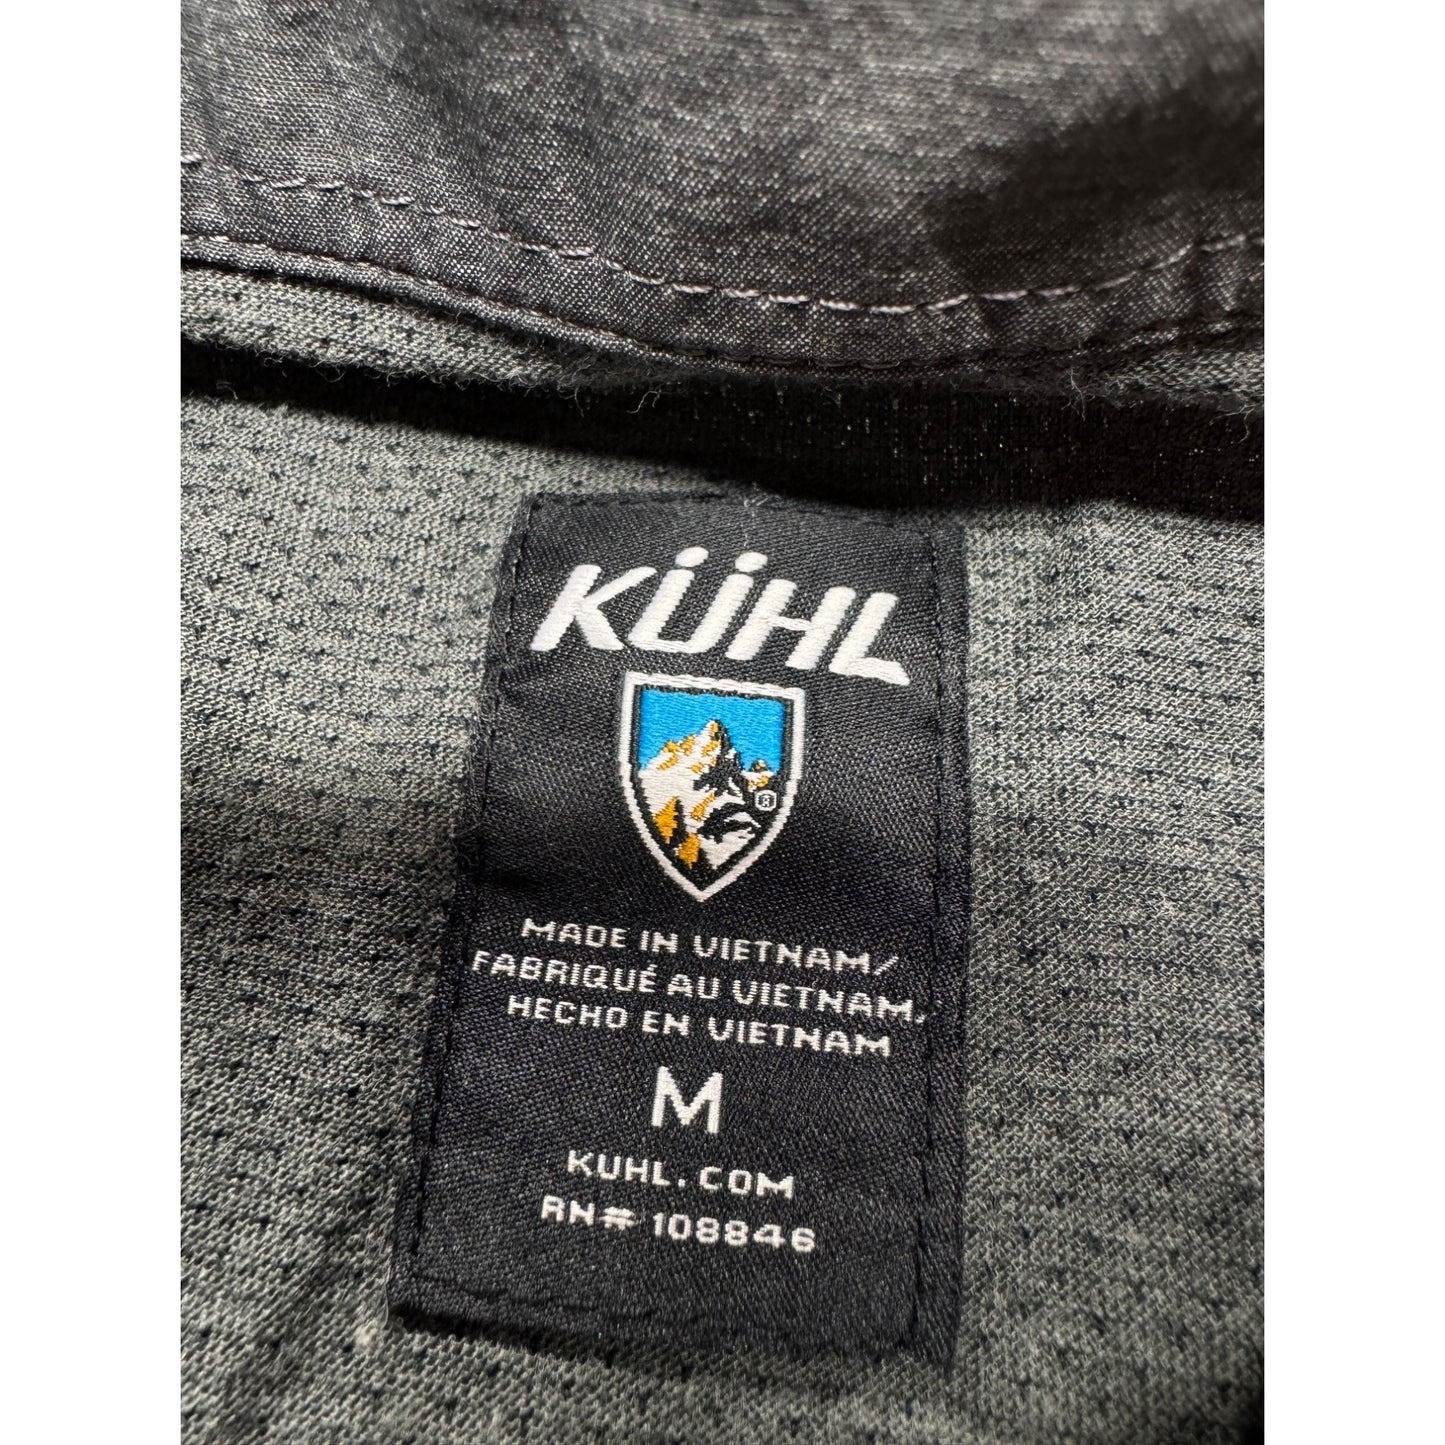 KÜHL
®
MADE IN VIETNAM/
FABRIQUÉ AU VIETNAM.
HECHO EN VIETNAM
M
KUHL.COM
RN# 108846